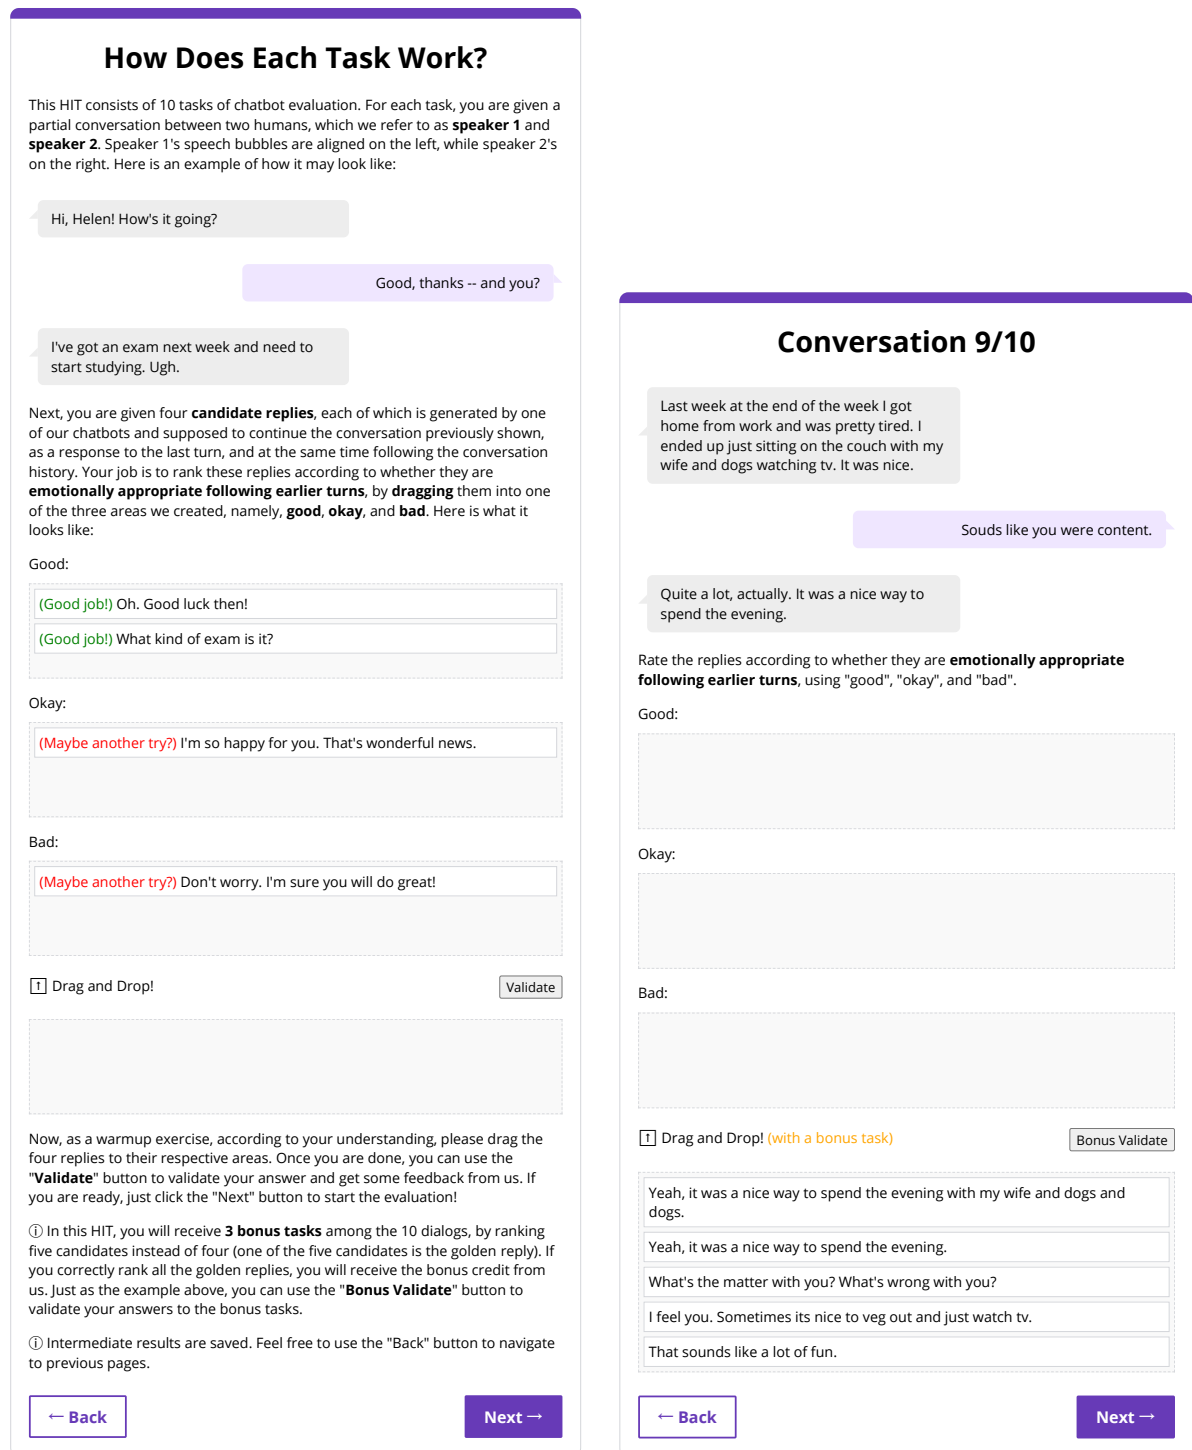 How Does Each Task Work?
This HIT consists of 10 tasks of chatbot evaluation. For each task, you are given a
partial conversation between two humans, which we refer to as speaker 1 and
speaker 2. Speaker 1's speech bubbles are aligned on the left, while speaker 2's
on the right. Here is an example of how it may look like:
Hi, Helen! How's it going?
Good, thanks -- and you?
I've got an exam next week and need to
start studying. Ugh.
Next, you are given four candidate replies, each of which is generated by one
of our chatbots and supposed to continue the conversation previously shown,
as a response to the last turn, and at the same time following the conversation
history. Your job is to rank these replies according to whether they are
emotionally appropriate following earlier turns, by dragging them into one
of the three areas we created, namely, good, okay, and bad. Here is what it
looks like:
Good:
(Good job!) Oh. Good luck then!
(Good job!) What kind of exam is it?
Okay:
(Maybe another try?) I'm so happy for you. That's wonderful news.
Bad:
(Maybe another try?) Don't worry. I'm sure you will do great!
Drag and Drop!
Validate
Now, as a warmup exercise, according to your understanding, please drag the
four replies to their respective areas. Once you are done, you can use the
"Validate" button to validate your answer and get some feedback from us. If
you are ready, just click the "Next" button to start the evaluation!
ⓘ In this HIT, you will receive 3 bonus tasks among the 10 dialogs, by ranking
five candidates instead of four (one of the five candidates is the golden reply). If
you correctly rank all the golden replies, you will receive the bonus credit from
us. Just as the example above, you can use the "Bonus Validate" button to
validate your answers to the bonus tasks.
ⓘ Intermediate results are saved. Feel free to use the "Back" button to navigate
to previous pages.
← Back
Next →
Conversation 9/10
Last week at the end of the week I got
home from work and was pretty tired. I
ended up just sitting on the couch with my
wife and dogs watching tv. It was nice.
Souds like you were content.
Quite a lot, actually. It was a nice way to
spend the evening.
Rate the replies according to whether they are emotionally appropriate
following earlier turns, using "good", "okay", and "bad".
Good:
Okay:
Bad:
Drag and Drop! (with a bonus task)
Bonus Validate
Yeah, it was a nice way to spend the evening with my wife and dogs and
dogs.
Yeah, it was a nice way to spend the evening.
What's the matter with you? What's wrong with you?
I feel you. Sometimes its nice to veg out and just watch tv.
That sounds like a lot of fun.
← Back
Next →